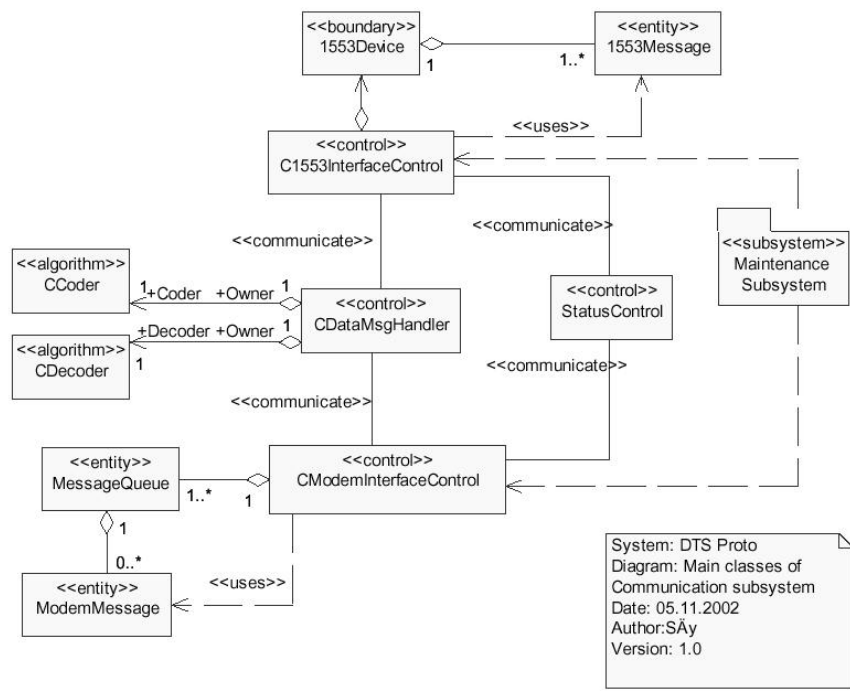 <<boundary>>
1553Device
1
1..*
<<entity>>
1553Message
<<uses>>
<<control>>
C1553InterfaceControl
<<communicate>>
<<communicate>>
<<subsystem>>
Maintenance
Subsystem
<<algorithm>>
CCoder
1
+Coder
+Owner
1
<<control>>
CDataMsgHandler
<<control>>
StatusControl
+Decoder
+Owner
1
<<algorithm>>
CDecoder
1
<<communicate>>
<<communicate>>
<<entity>>
MessageQueue
1..*
1
<<control>>
CModemInterfaceControl
1
0..*
<<uses>>
<<entity>>
ModemMessage
System: DTS Proto
Diagram: Main classes of
Communication subsystem
Date: 05.11.2002
Author:SÄy
Version: 1.0